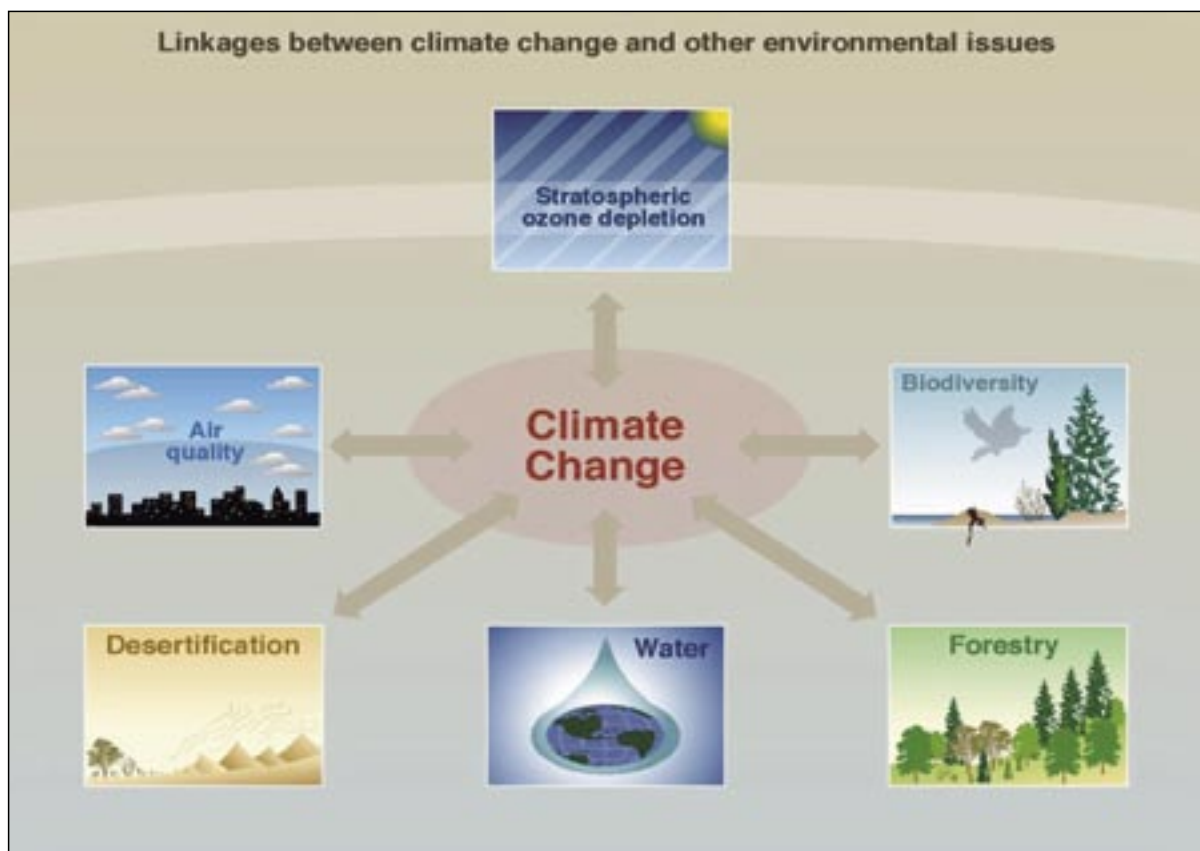 Linkages between climate change and other environmental issues
Stratospheric
ozone depletion
Air
quality
Climate
Change
Biodiversity
Desertification
Water
Forestry